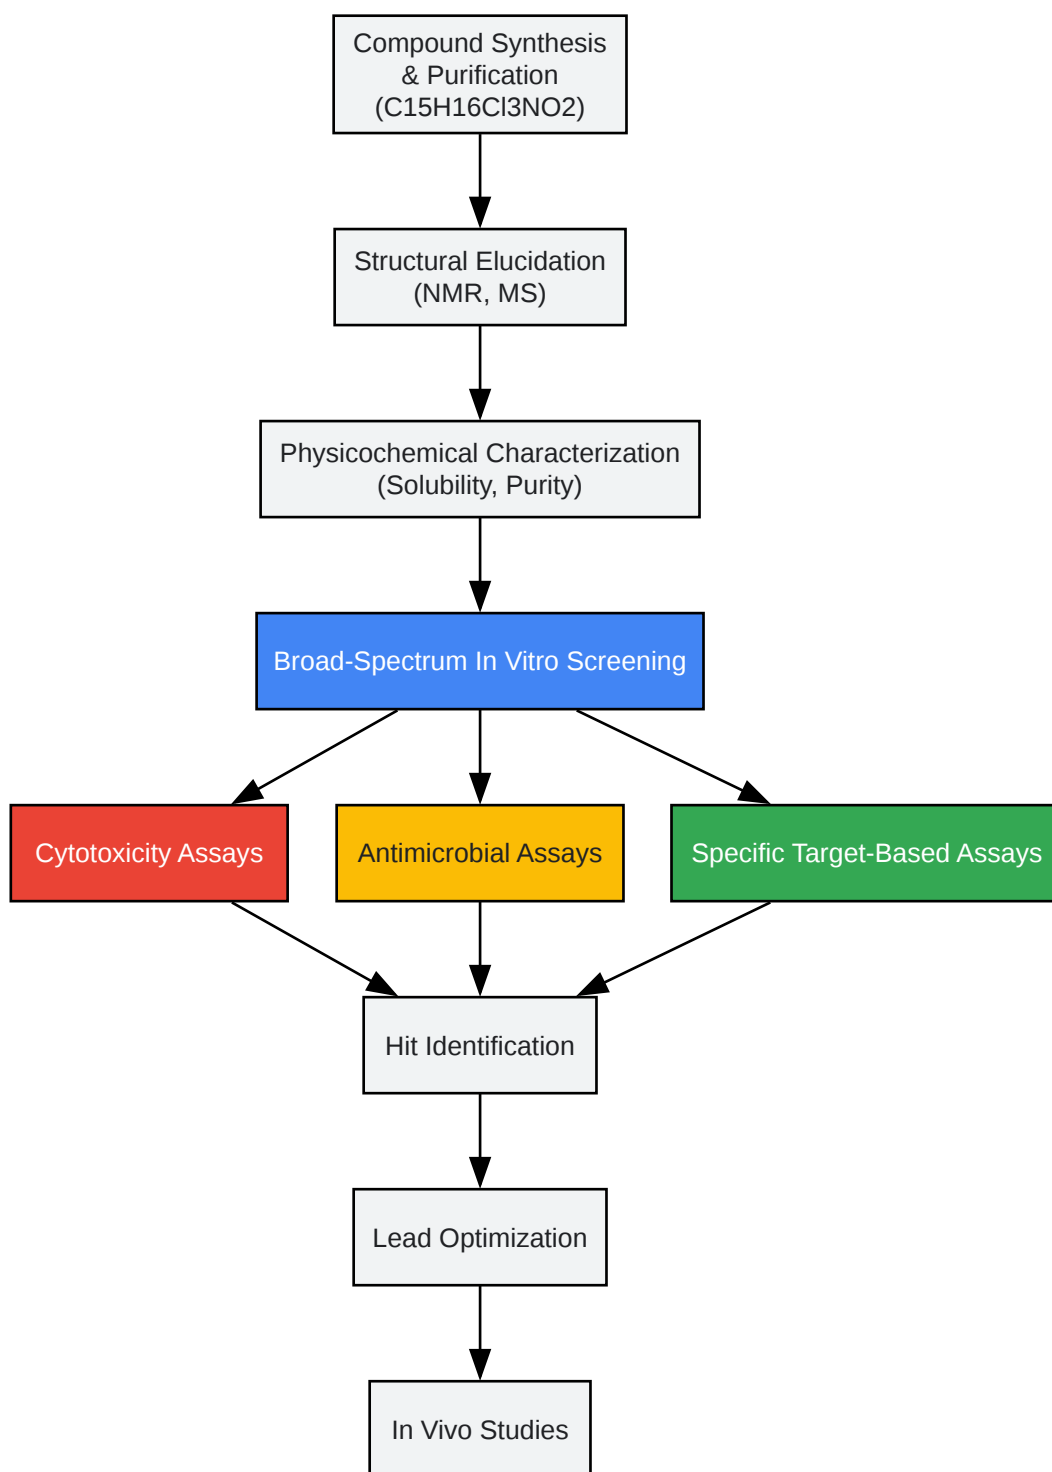 Compound Synthesis
& Purification
(C15H16Cl3NO2)
Structural Elucidation
(NMR, MS)
Physicochemical Characterization
(Solubility, Purity)
Broad-Spectrum In Vitro Screening
Cytotoxicity Assays
Antimicrobial Assays
Specific Target-Based Assays
Hit Identification
Lead Optimization
In Vivo Studies